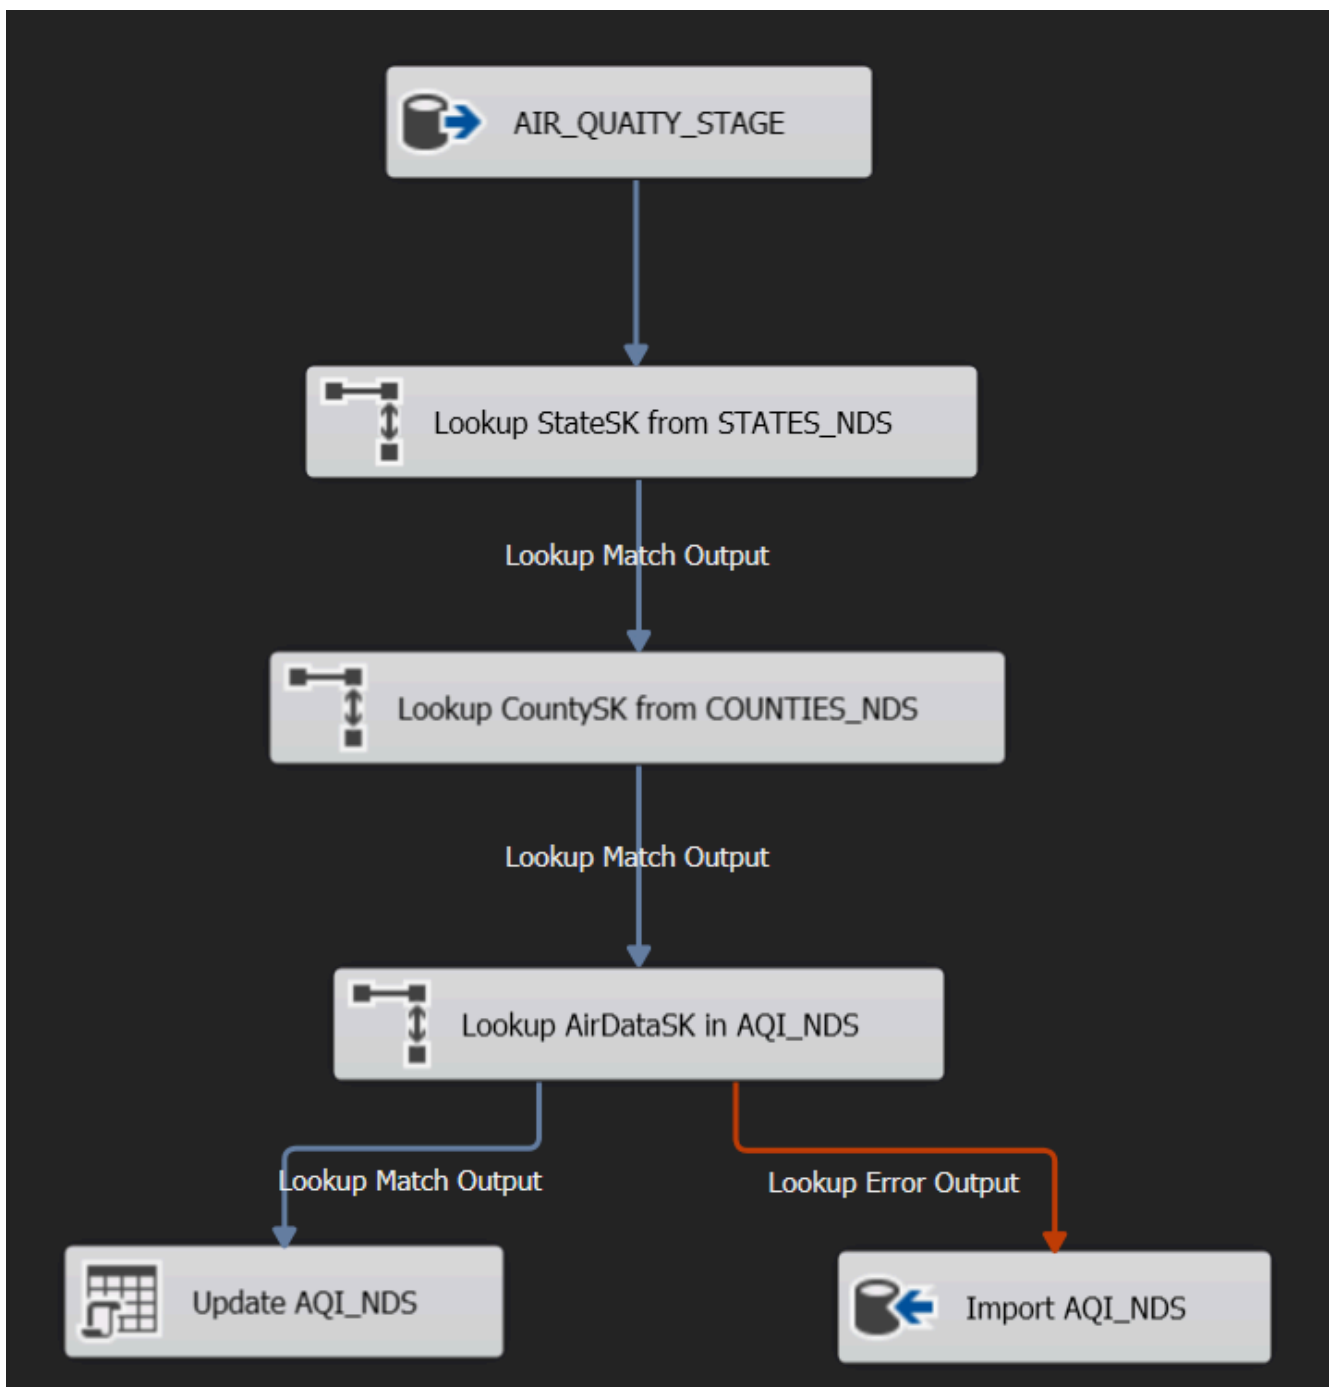 AIR_QUAITY_STAGE
Lookup StateSK from STATES_NDS
Lookup Match Output
Lookup CountySK from COUNTIES_NDS
Lookup Match Output
Lookup AirDataSK in AQI_NDS
Lookup Match Output
Lookup Error Output
Update AQI_NDS
Import AQI_NDS